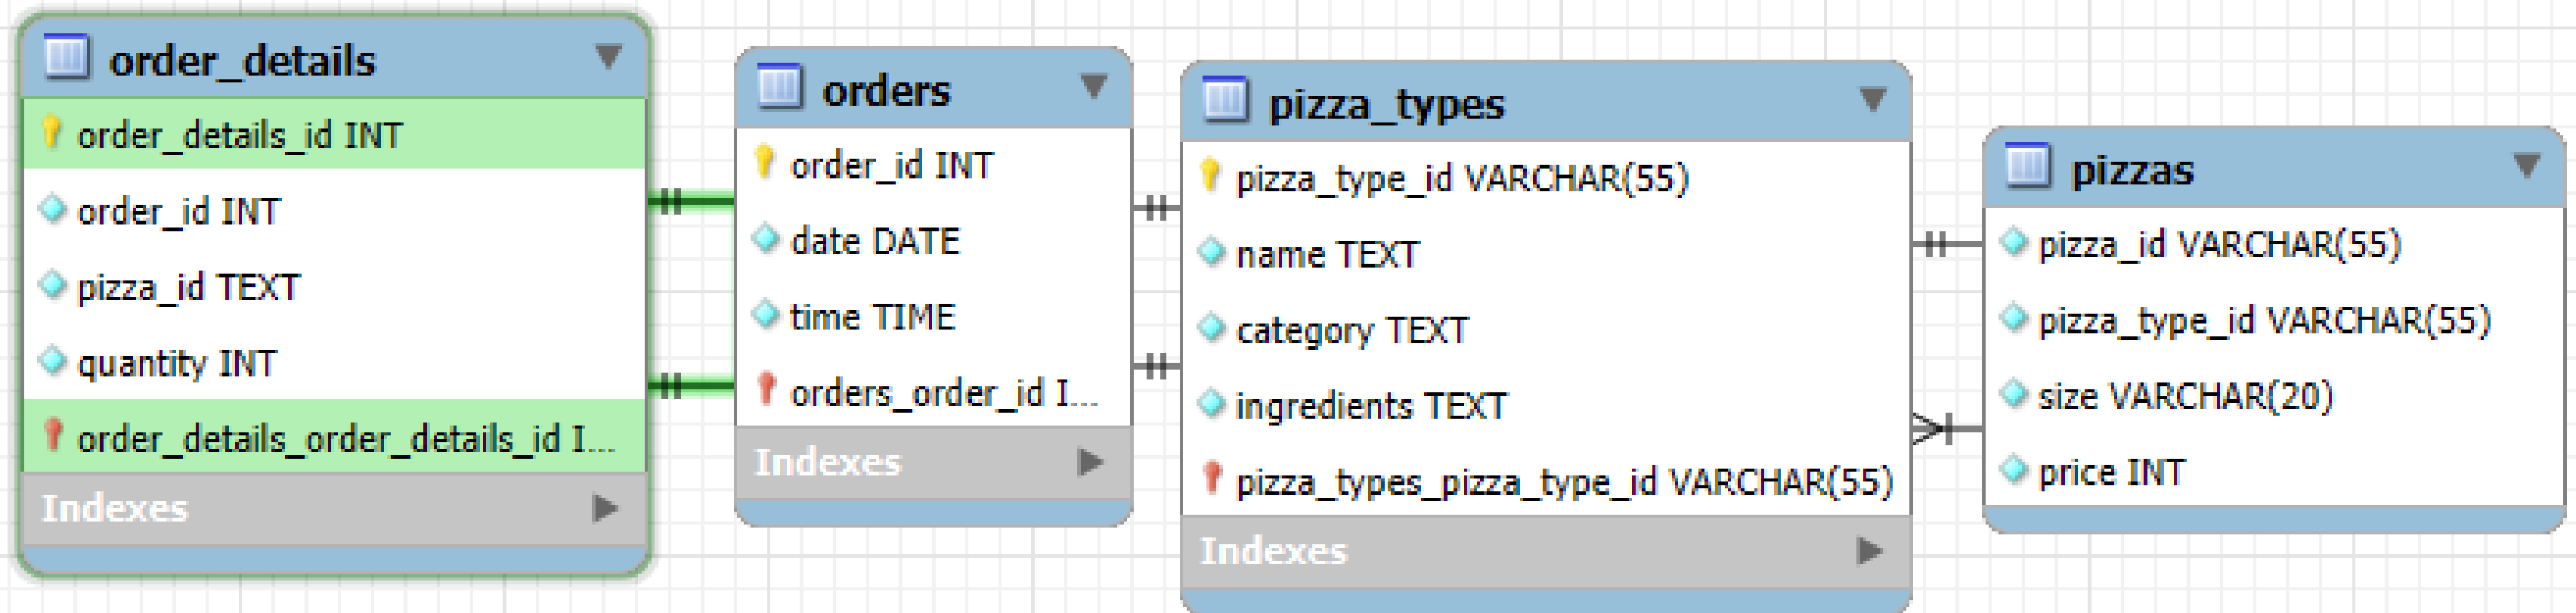 order_details
order_details_id INT
order_id INT
pizza_id TEXT
quantity INT
order_details_order_details_id I...
Indexes
orders
order_id INT
date DATE
time TIME
orders_order_id I...
Indexes
pizza_types
pizza_type_id VARCHAR(55)
name TEXT
category TEXT
ingredients TEXT
pizza_types_pizza_type_id VARCHAR(55)
Indexes
pizzas
pizza_id VARCHAR(55)
pizza_type_id VARCHAR(55)
size VARCHAR(20)
price INT